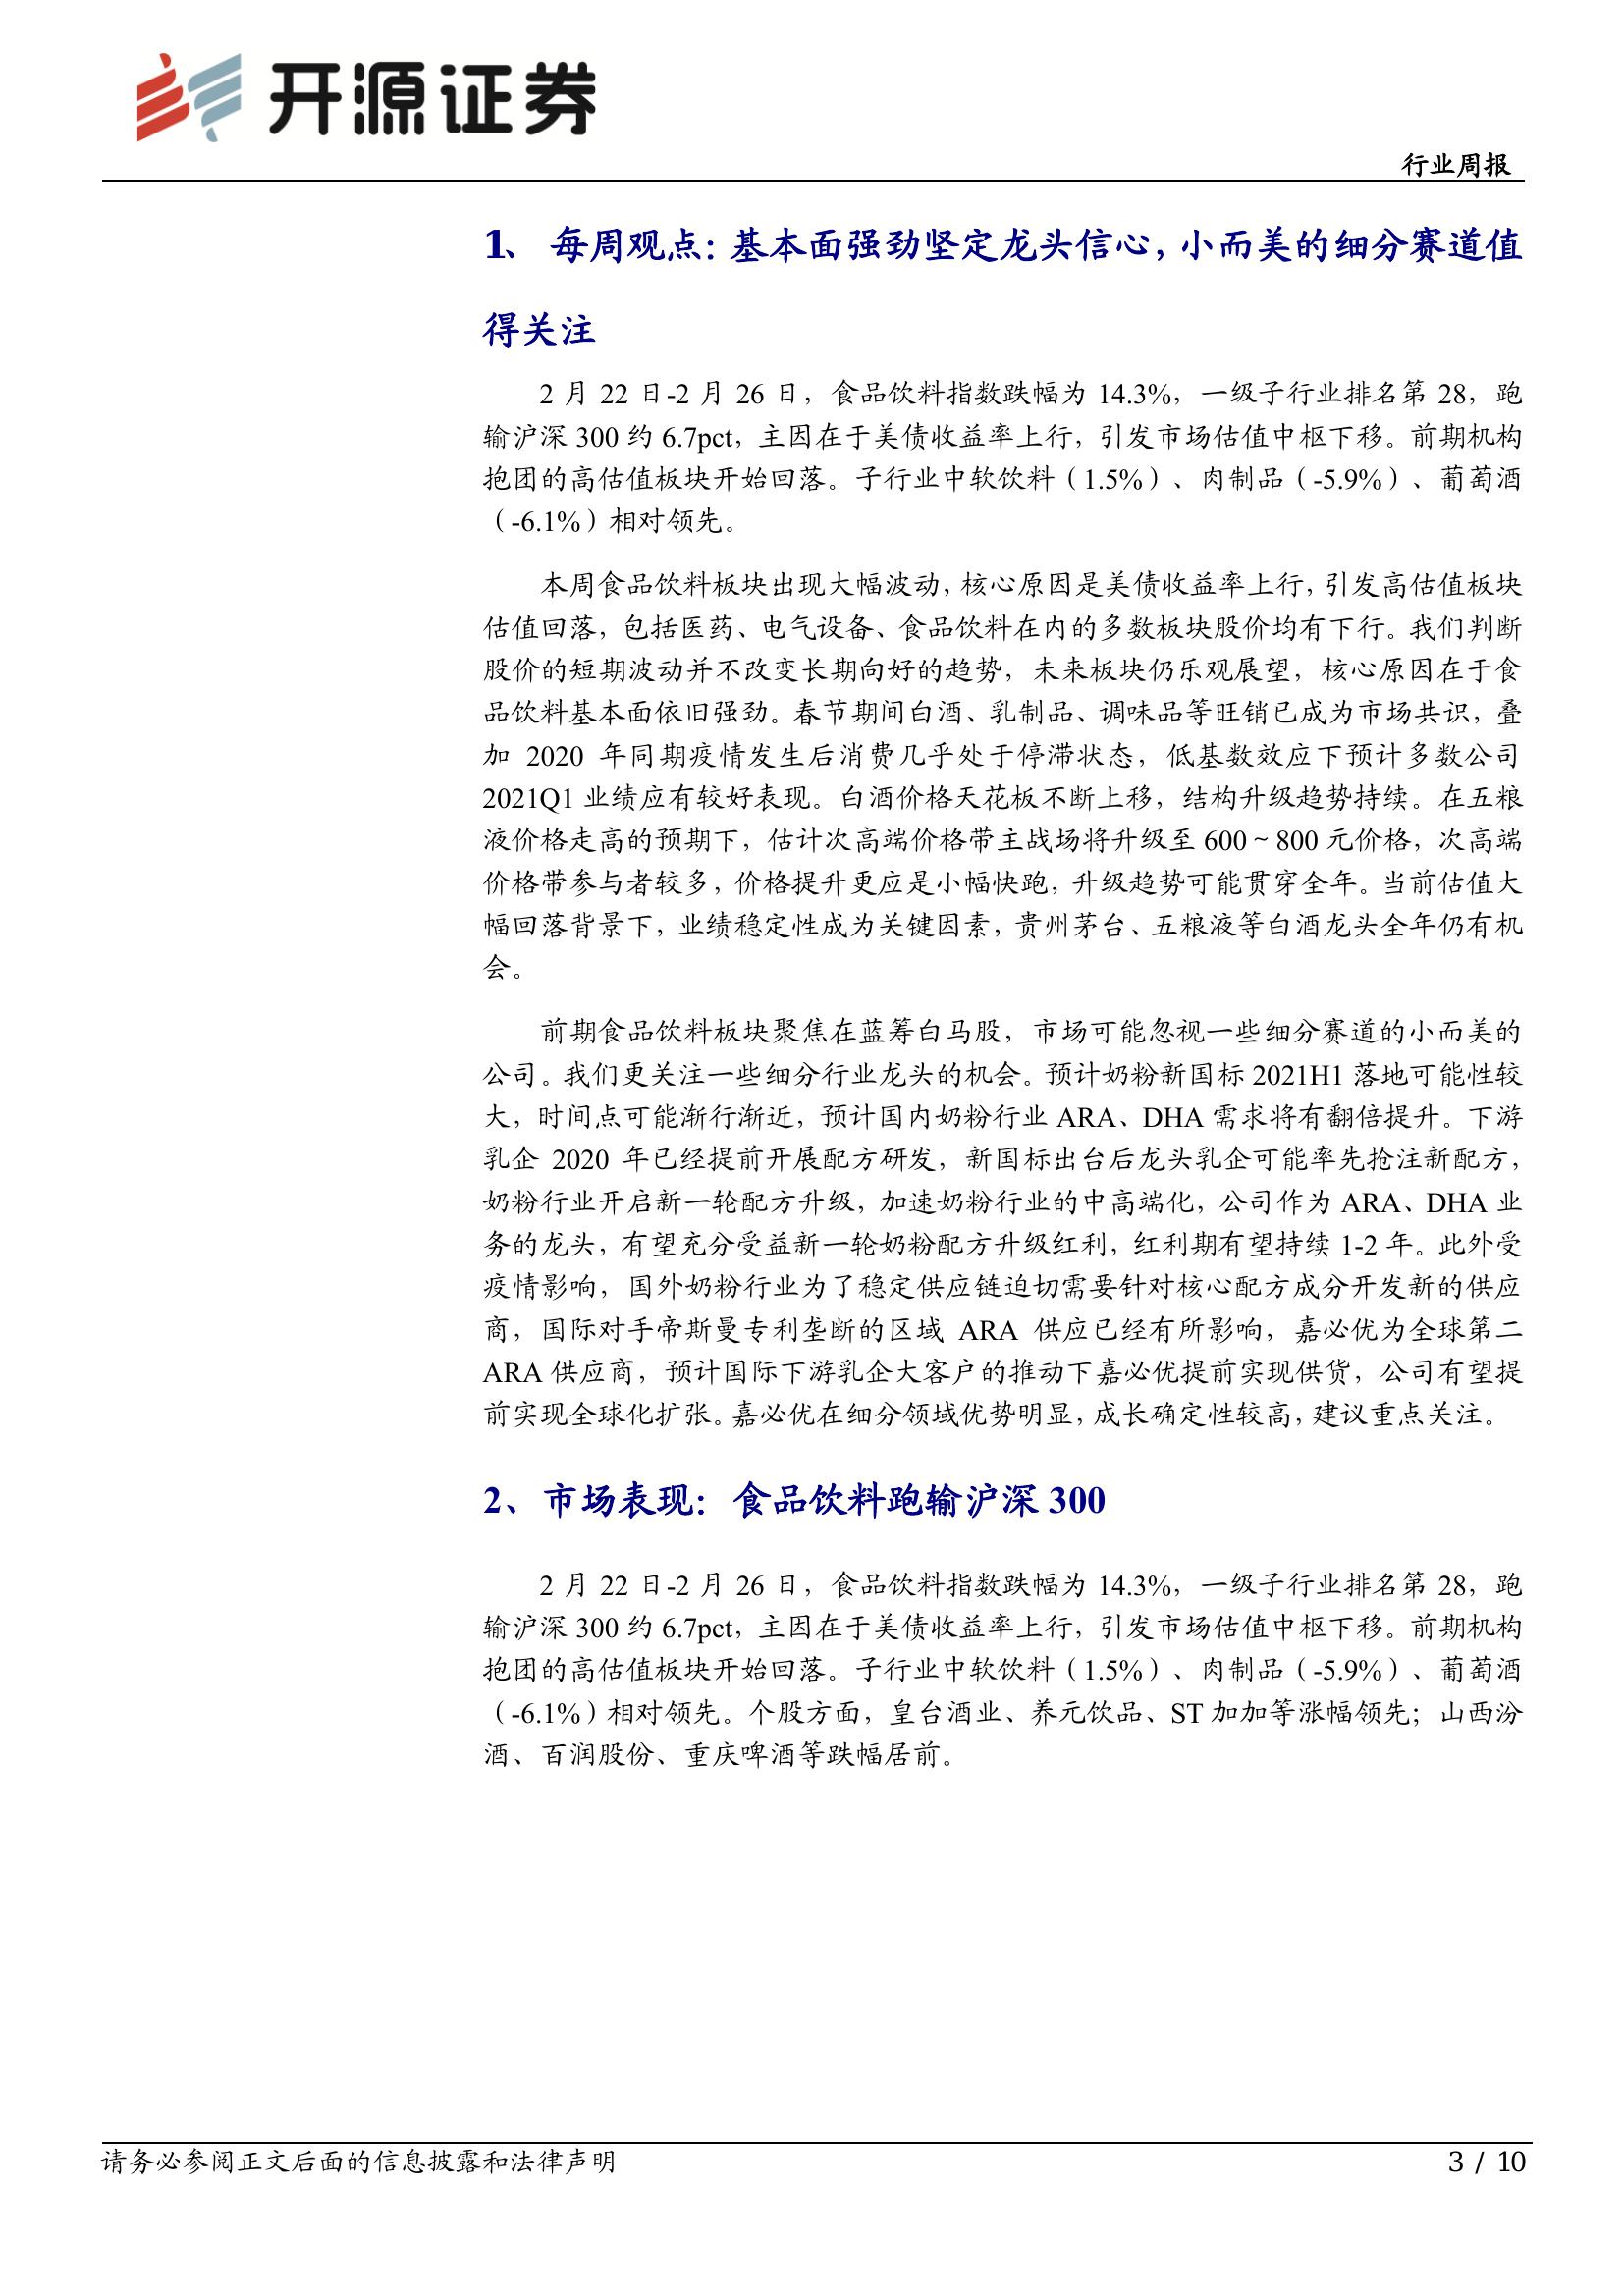 开源证券
行业周报
1、 每周观点：基本面强劲坚定龙头信心，小而美的细分赛道值
得关注
2 月 22 日-2 月 26 日，食品饮料指数跌幅为 14.3%，一级子行业排名第 28，跑
输沪深 300 约 6.7pct，主因在于美债收益率上行，引发市场估值中枢下移。前期机构
抱团的高估值板块开始回落。子行业中软饮料（1.5%）、肉制品（-5.9%）、葡萄酒
（-6.1%）相对领先。
本周食品饮料板块出现大幅波动，核心原因是美债收益率上行，引发高估值板块
估值回落，包括医药、电气设备、食品饮料在内的多数板块股价均有下行。我们判断
股价的短期波动并不改变长期向好的趋势，未来板块仍乐观展望，核心原因在于食
品饮料基本面依旧强劲。春节期间白酒、乳制品、调味品等旺销已成为市场共识，叠
加 2020 年同期疫情发生后消费几乎处于停滞状态，低基数效应下预计多数公司
2021Q1 业绩应有较好表现。白酒价格天花板不断上移，结构升级趋势持续。在五粮
液价格走高的预期下，估计次高端价格带主战场将升级至 600～800 元价格，次高端
价格带参与者较多，价格提升更应是小幅快跑，升级趋势可能贯穿全年。当前估值大
幅回落背景下，业绩稳定性成为关键因素，贵州茅台、五粮液等白酒龙头全年仍有机
会。
前期食品饮料板块聚焦在蓝筹白马股，市场可能忽视一些细分赛道的小而美的
公司。我们更关注一些细分行业龙头的机会。预计奶粉新国标 2021H1 落地可能性较
大，时间点可能渐行渐近，预计国内奶粉行业 ARA、DHA 需求将有翻倍提升。下游
乳企 2020 年已经提前开展配方研发，新国标出台后龙头乳企可能率先抢注新配方，
奶粉行业开启新一轮配方升级，加速奶粉行业的中高端化，公司作为 ARA、DHA 业
务的龙头，有望充分受益新一轮奶粉配方升级红利，红利期有望持续 1-2 年。此外受
疫情影响，国外奶粉行业为了稳定供应链迫切需要针对核心配方成分开发新的供应
商，国际对手帝斯曼专利垄断的区域 ARA 供应已经有所影响，嘉必优为全球第二
ARA 供应商，预计国际下游乳企大客户的推动下嘉必优提前实现供货，公司有望提
前实现全球化扩张。嘉必优在细分领域优势明显，成长确定性较高，建议重点关注。
2、市场表现：食品饮料跑输沪深 300
2 月 22 日-2 月 26 日，食品饮料指数跌幅为 14.3%，一级子行业排名第 28，跑
输沪深 300 约 6.7pct，主因在于美债收益率上行，引发市场估值中枢下移。前期机构
抱团的高估值板块开始回落。子行业中软饮料（1.5%）、肉制品（-5.9%）、葡萄酒
（-6.1%）相对领先。个股方面，皇台酒业、养元饮品、ST 加加等涨幅领先；山西汾
酒、百润股份、重庆啤酒等跌幅居前。
请务必参阅正文后面的信息披露和法律声明
3 / 10